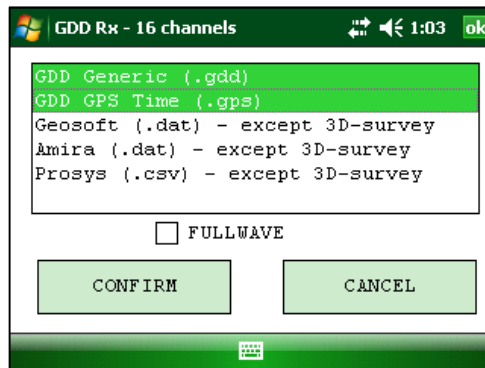 GDD Rx - 16 channels 1:03 ok
GDD Generic (.gdd)
GDD GPS Time (.gps)
Geosoft (.dat) - except 3D-survey
Amira (.dat) - except 3D-survey
Prosys (.csv) - except 3D-survey
FULLWAVE
CONFIRM CANCEL